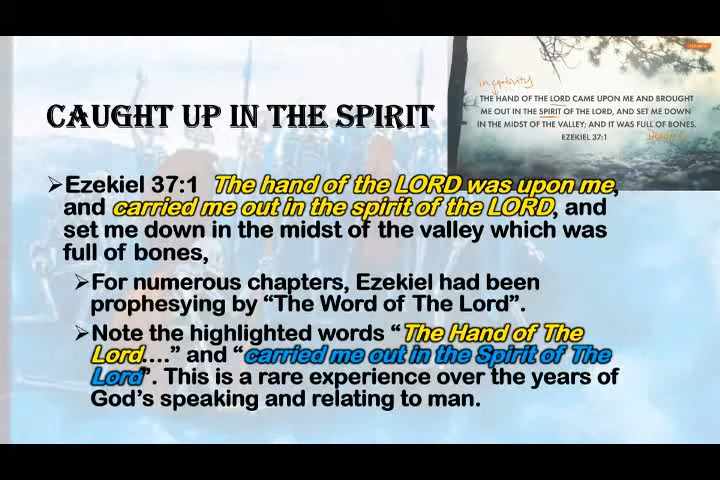 in captivity
THE HAND OF THE LORD CAME UPON ME AND BROUGHT
ME OUT IN THE SPIRIT OF THE LORD, AND SET ME DOWN
IN THE MIDST OF THE VALLEY; AND IT WAS FULL OF BONES.
EZEKIEL 37:1
CAUGHT UP IN THE SPIRIT
➢Ezekiel 37:1 The hand of the LORD was upon me,
and carried me out in the spirit of the LORD, and
set me down in the midst of the valley which was
full of bones,
➢For numerous chapters, Ezekiel had been
prophesying by “The Word of The Lord”.
➢Note the highlighted words “The Hand of The
Lord....” and “carried me out in the Spirit of The
Lord”. This is a rare experience over the years of
God’s speaking and relating to man.